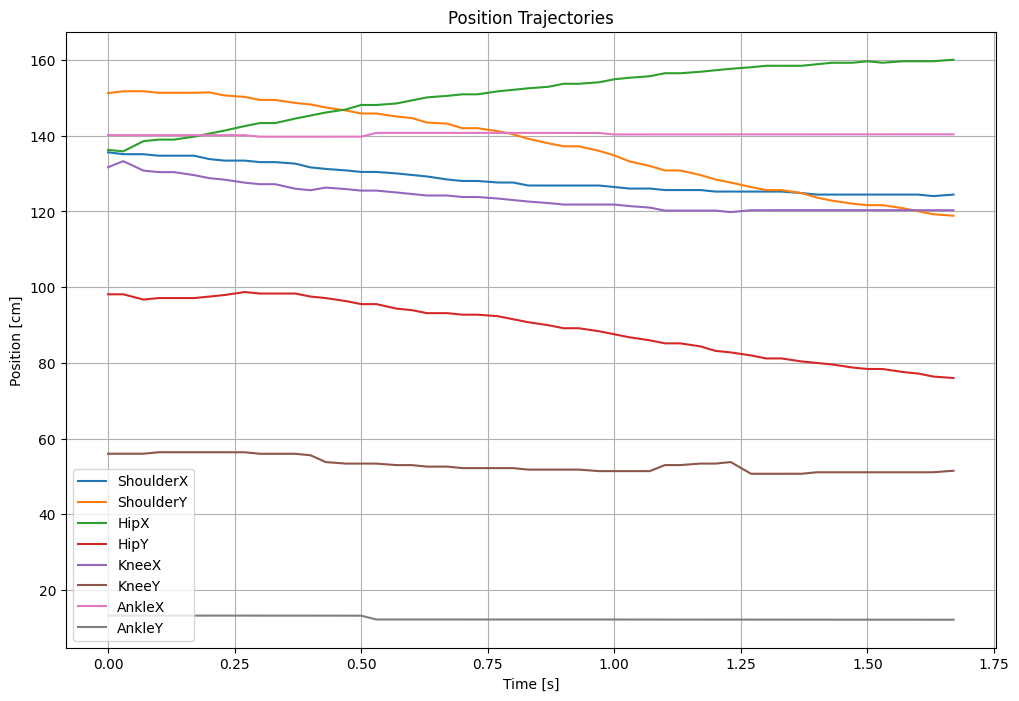 Position Trajectories
Position [cm]
160
140
120
100
80
60
40
20
ShoulderX
ShoulderY
HipX
HipY
KneeX
KneeY
AnkleX
AnkleY
0.00 0.25 0.50 0.75 1.00 1.25 1.50 1.75
Time [s]